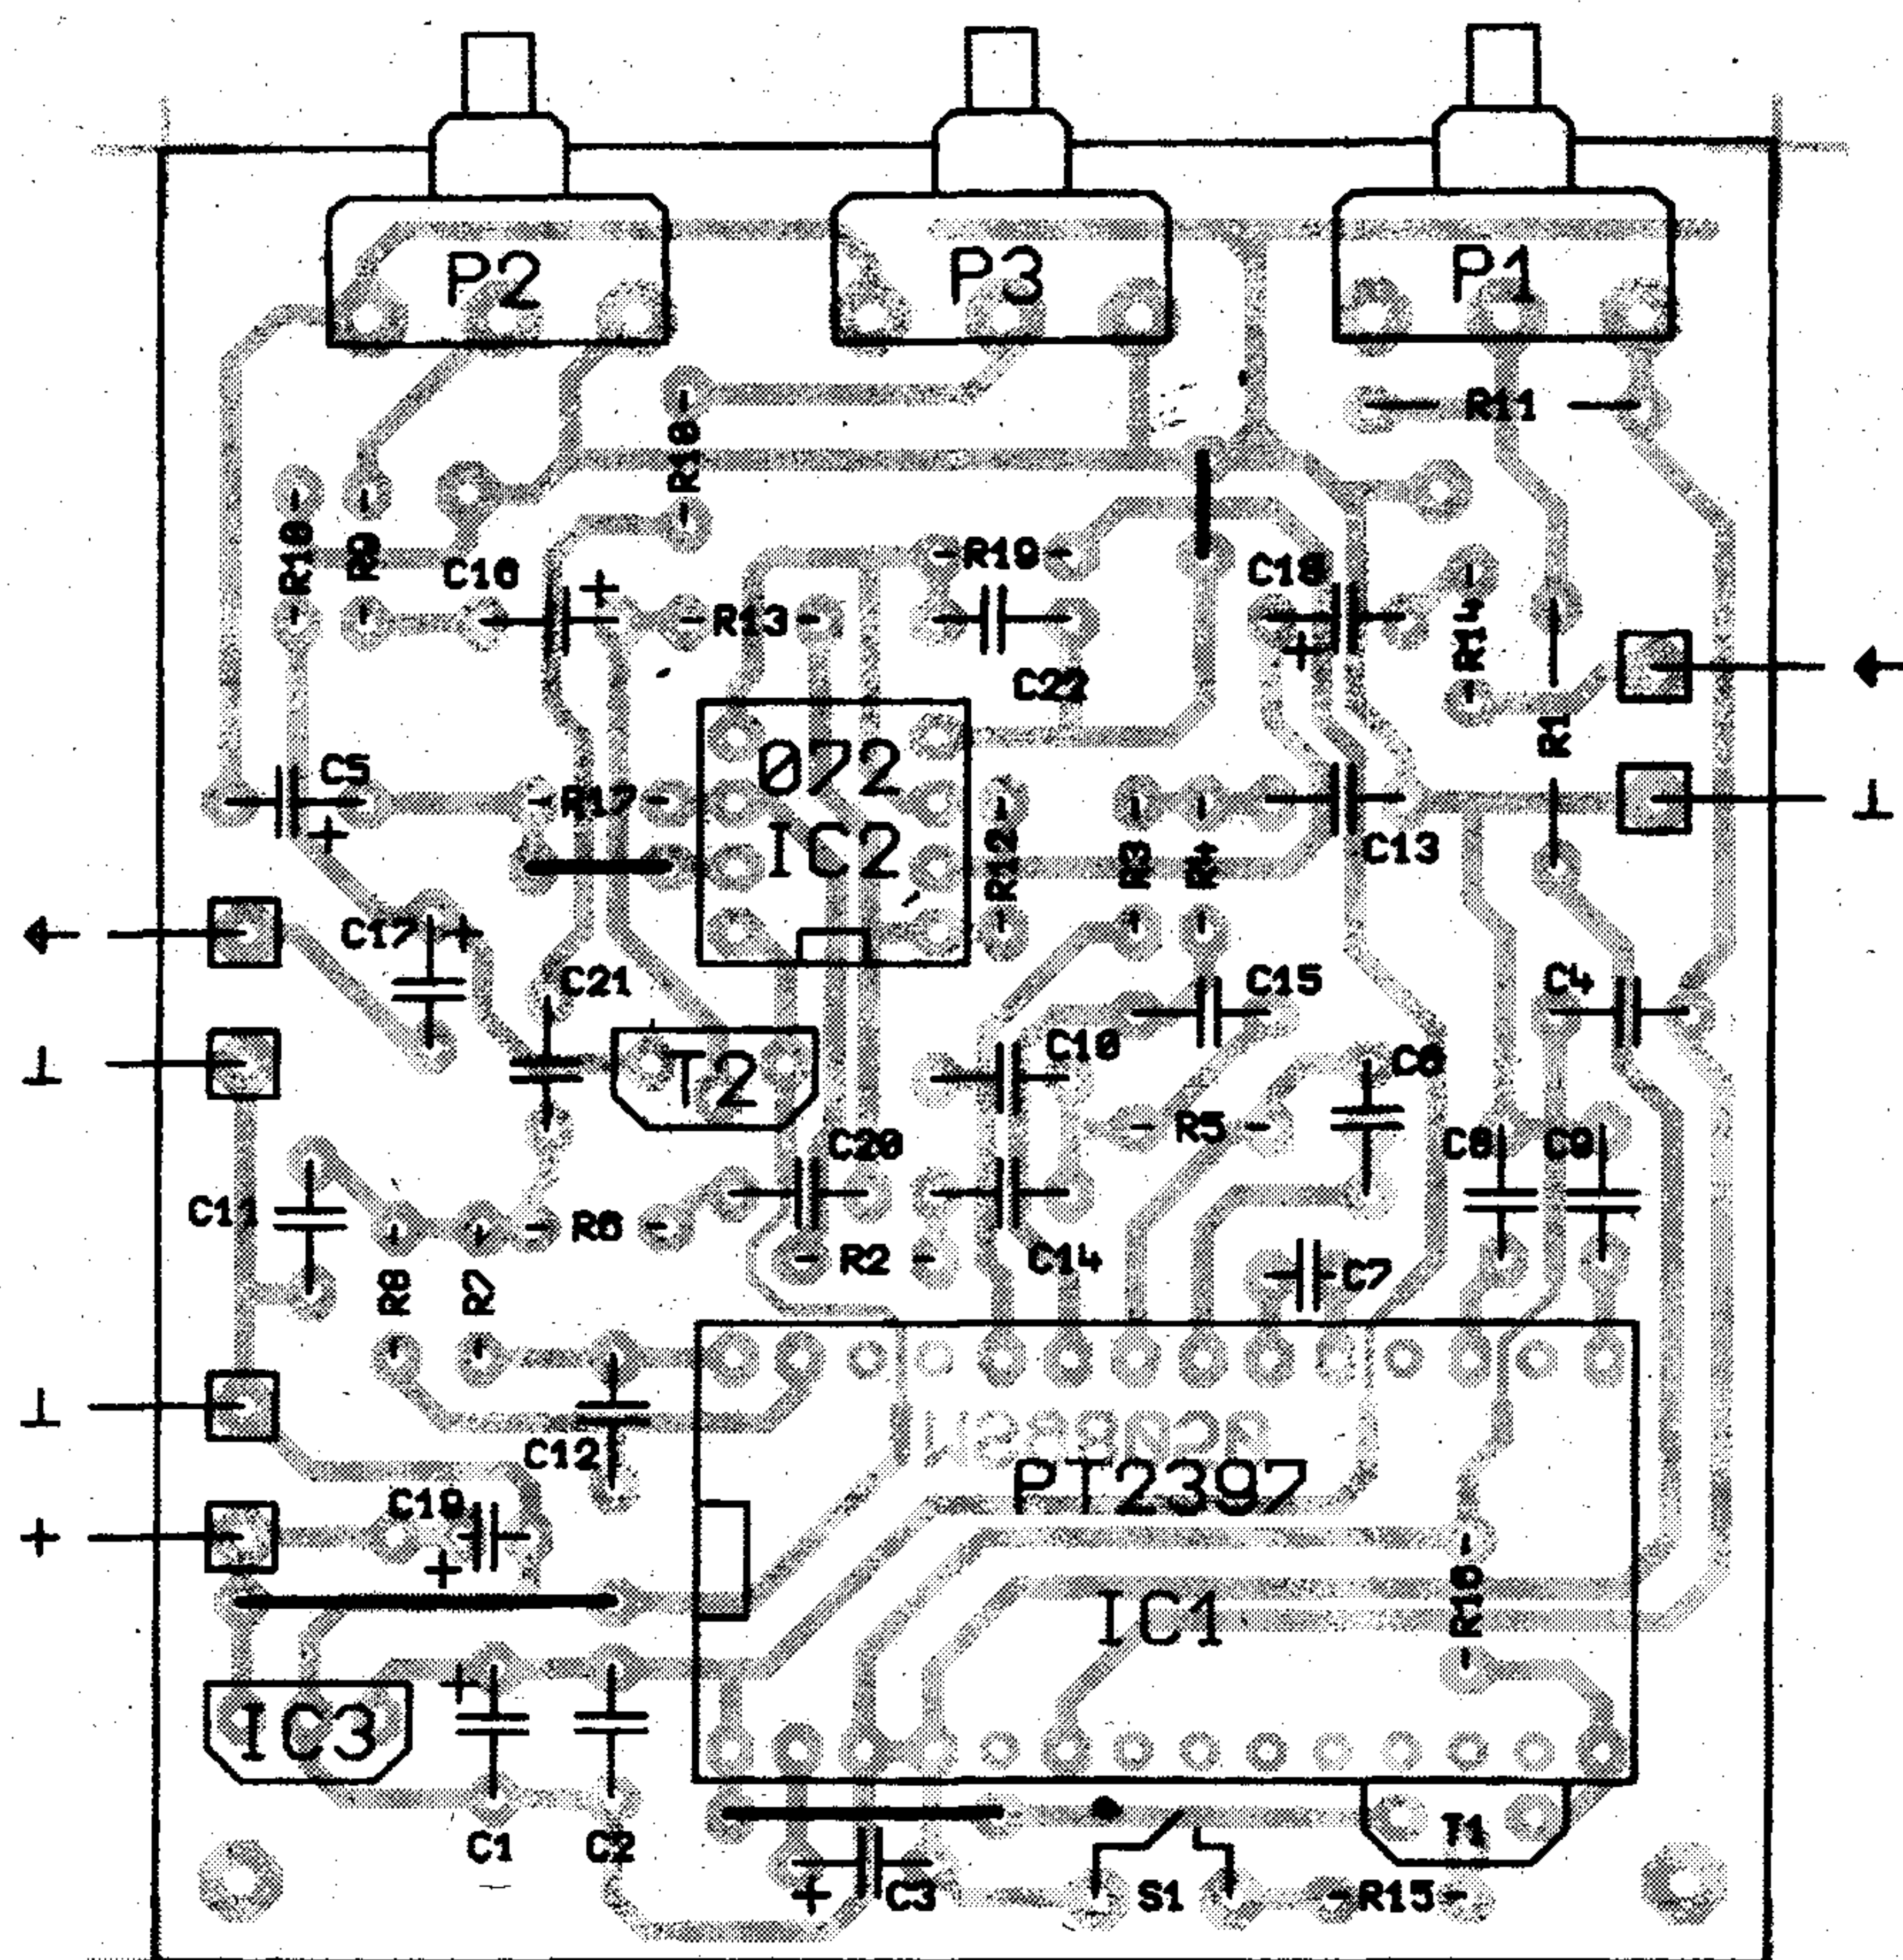 P2 P3 P1
R11
R18
R10 R9
C16 + R13 R19 C18 + R14
C22
R1
C5 +
R17
072
IC2
R12 R3 R4 C13
⊥
C17 +
C21 C15 C4
⊥
T2
C10 C6
C20 R5 C8 C9
C11 R6 R2 C14 C7
R8 R7
C12
⊥
PT2397
C19 +
+
IC1
R16
IC3
+
C1 C2
+ C3 S1 R15 T1